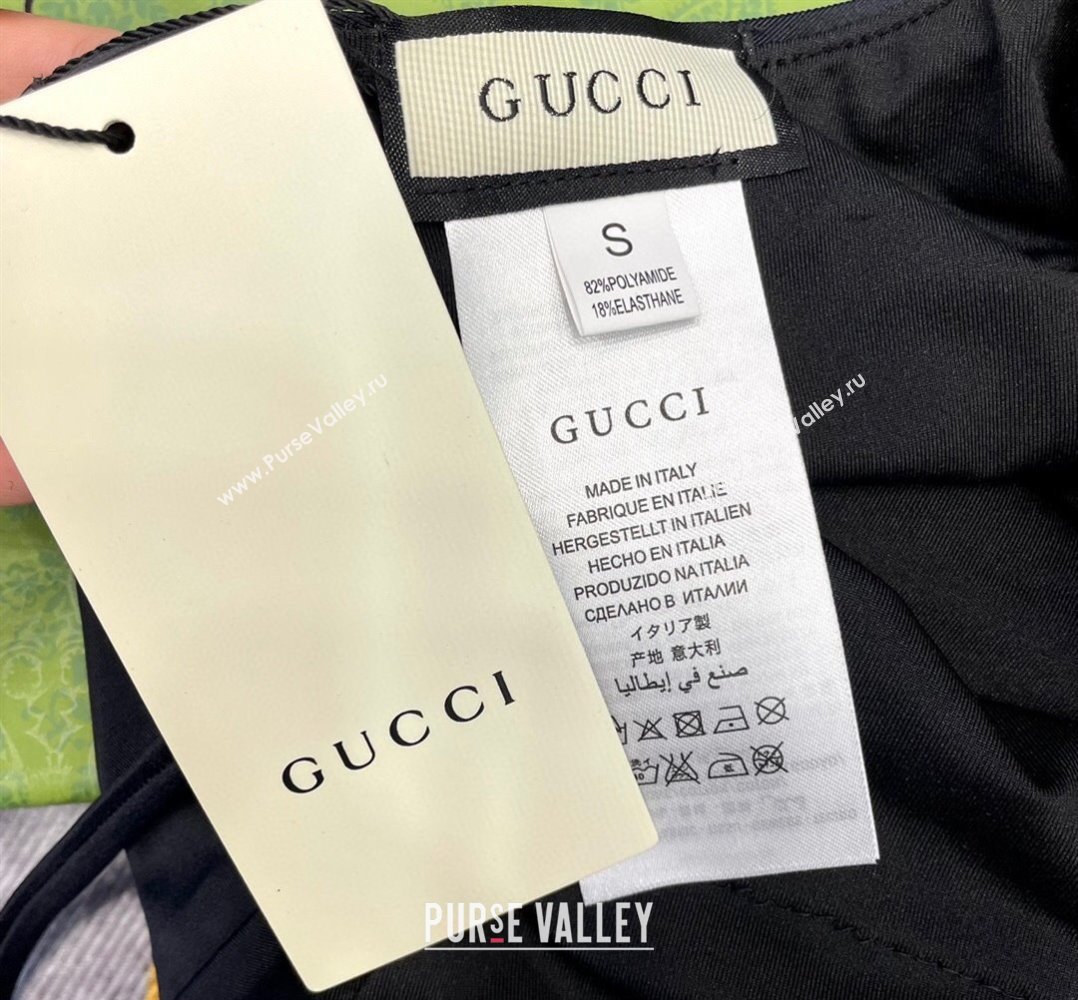 GUCCI
S
82%POLYAMIDE
18%ELASTHANE
GUCCI
MADE IN ITALY
FABRIQUE EN ITALIE
HERGESTELLT IN ITALIEN
HECHO EN ITALIA
PRODUZIDO NA ITALIA
СДЕЛАНО В ИТАЛИИ
イタリア製
产地 意大利
صنع في إيطاليا
GUCCI
www.PurseValley.ru
Valley.ru
PURSE VALLEY